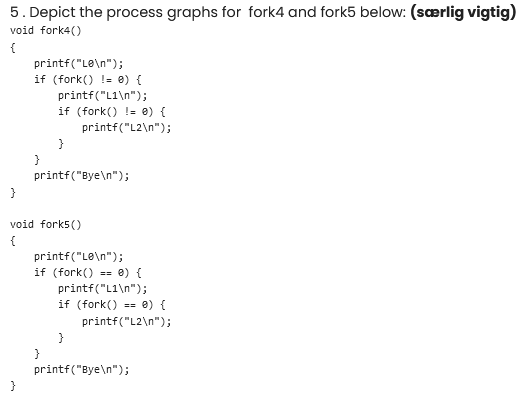 5 . Depict the process graphs for fork4 and fork5 below: (særlig vigtig)
void fork4()
{
    printf("L0\n");
    if (fork() != 0) {
        printf("L1\n");
        if (fork() != 0) {
            printf("L2\n");
        }
    }
    printf("Bye\n");
}

void fork5()
{
    printf("L0\n");
    if (fork() == 0) {
        printf("L1\n");
        if (fork() == 0) {
            printf("L2\n");
        }
    }
    printf("Bye\n");
}